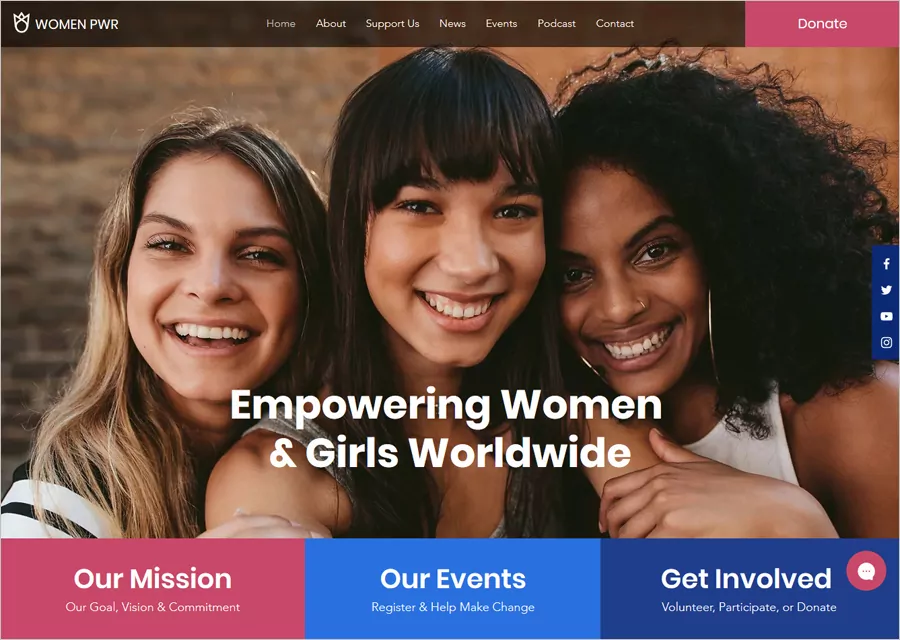 WOMEN PWR
Home About Support Us News Events Podcast Contact
Donate
Empowering Women
& Girls Worldwide
Our Mission
Our Goal, Vision & Commitment
Our Events
Register & Help Make Change
Get Involved
Volunteer, Participate, or Donate